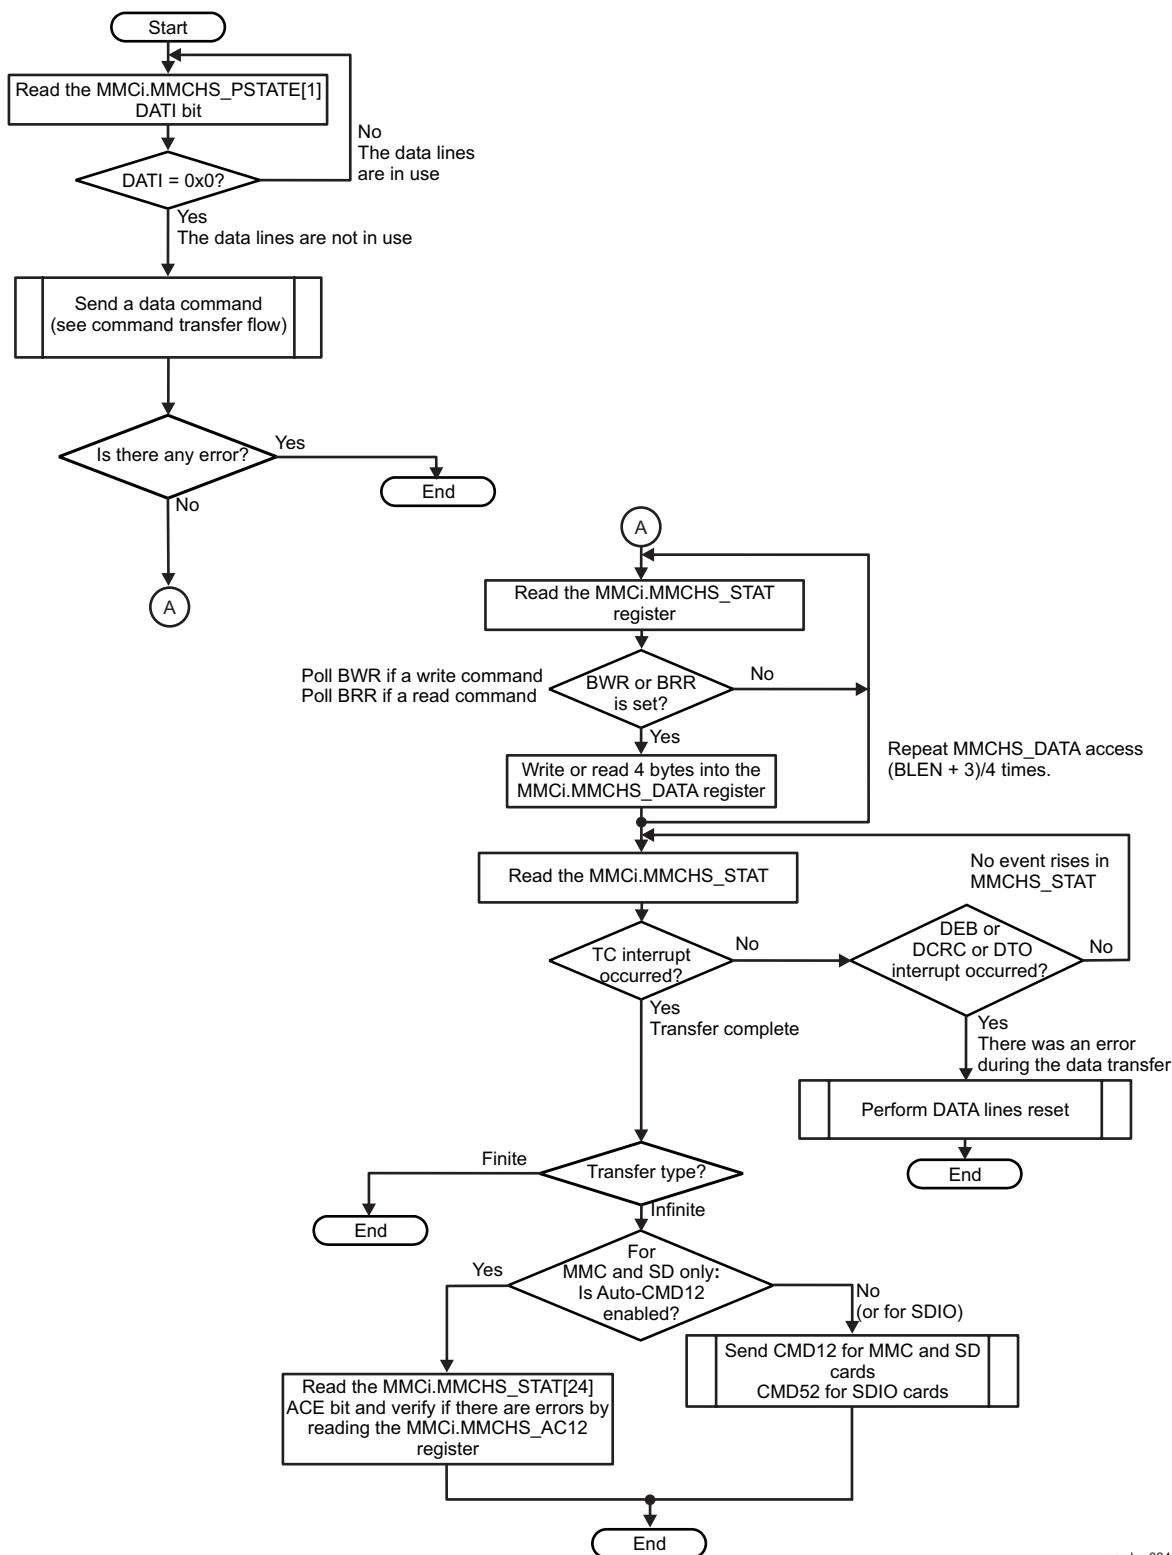 Start
Read the MMCi.MMCHS_PSTATE[1]
DATI bit
No
The data lines
are in use
DATI = 0x0?
Yes
The data lines are not in use
Send a data command
(see command transfer flow)
Is there any error?
Yes
End
No
A
A
Read the MMCi.MMCHS_STAT
register
Poll BWR if a write command
Poll BRR if a read command
BWR or BRR
is set?
No
Yes
Repeat MMCHS_DATA access
(BLEN + 3)/4 times.
Write or read 4 bytes into the
MMCi.MMCHS_DATA register
Read the MMCi.MMCHS_STAT
No event rises in
MMCHS_STAT
TC interrupt
occurred?
No
DEB or
DCRC or DTO
interrupt occurred?
No
Yes
Transfer complete
Yes
There was an error
during the data transfer
Perform DATA lines reset
End
Finite
Transfer type?
End
Infinite
For
MMC and SD only:
Is Auto-CMD12
enabled?
Yes
No
(or for SDIO)
Send CMD12 for MMC and SD
cards
CMD52 for SDIO cards
Read the MMCi.MMCHS_STAT[24]
ACE bit and verify if there are errors by
reading the MMCi.MMCHS_AC12
register
End